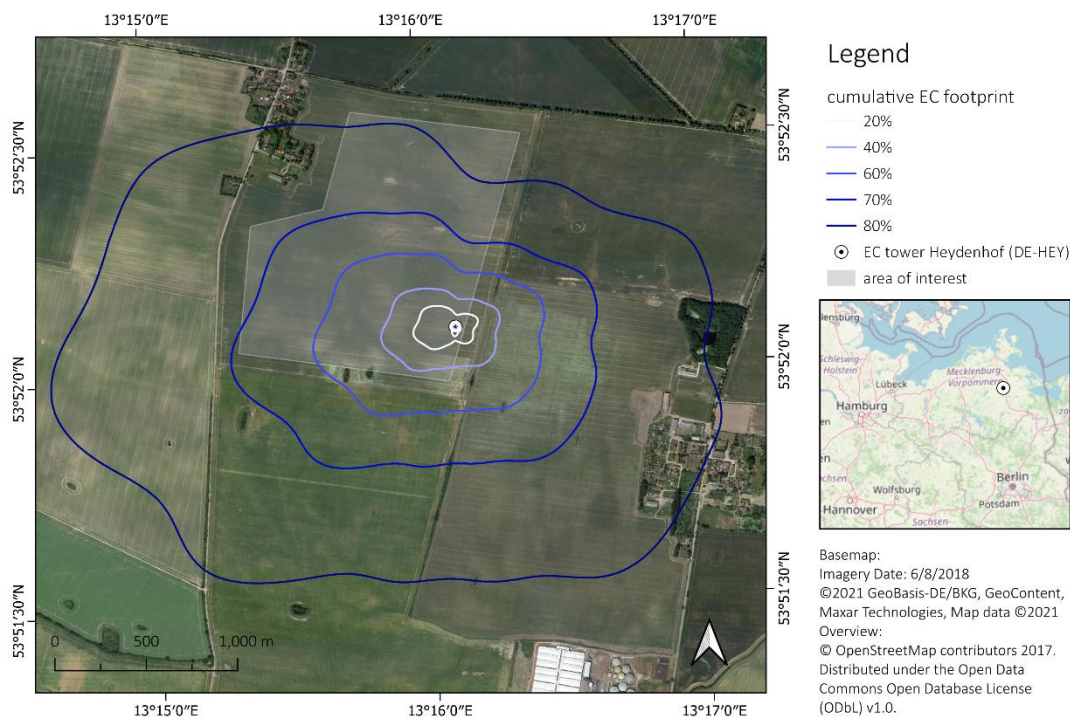 13°15′0″E
13°16′0″E
13°17′0″E
53°52′30″N
53°52′0″N
53°51′30″N
53°52′30″N
53°52′0″N
53°51′30″N
0
500
1,000 m
13°15′0″E
13°16′0″E
13°17′0″E
Legend
cumulative EC footprint
20%
40%
60%
70%
80%
EC tower Heydenhof (DE-HEY)
area of interest
lensburg
Schleswig-
Holstein
Lübeck
Mecklenburg
Vorpommern
Hamburg
en
Berlin
Potsdam
Wolfsburg
Hannover
Sachsen-
Sachsen
Basemap:
Imagery Date: 6/8/2018
©2021 GeoBasis-DE/BKG, GeoContent,
Maxar Technologies, Map data ©2021
Overview:
© OpenStreetMap contributors 2017.
Distributed under the Open Data
Commons Open Database License
(ODbL) v1.0.